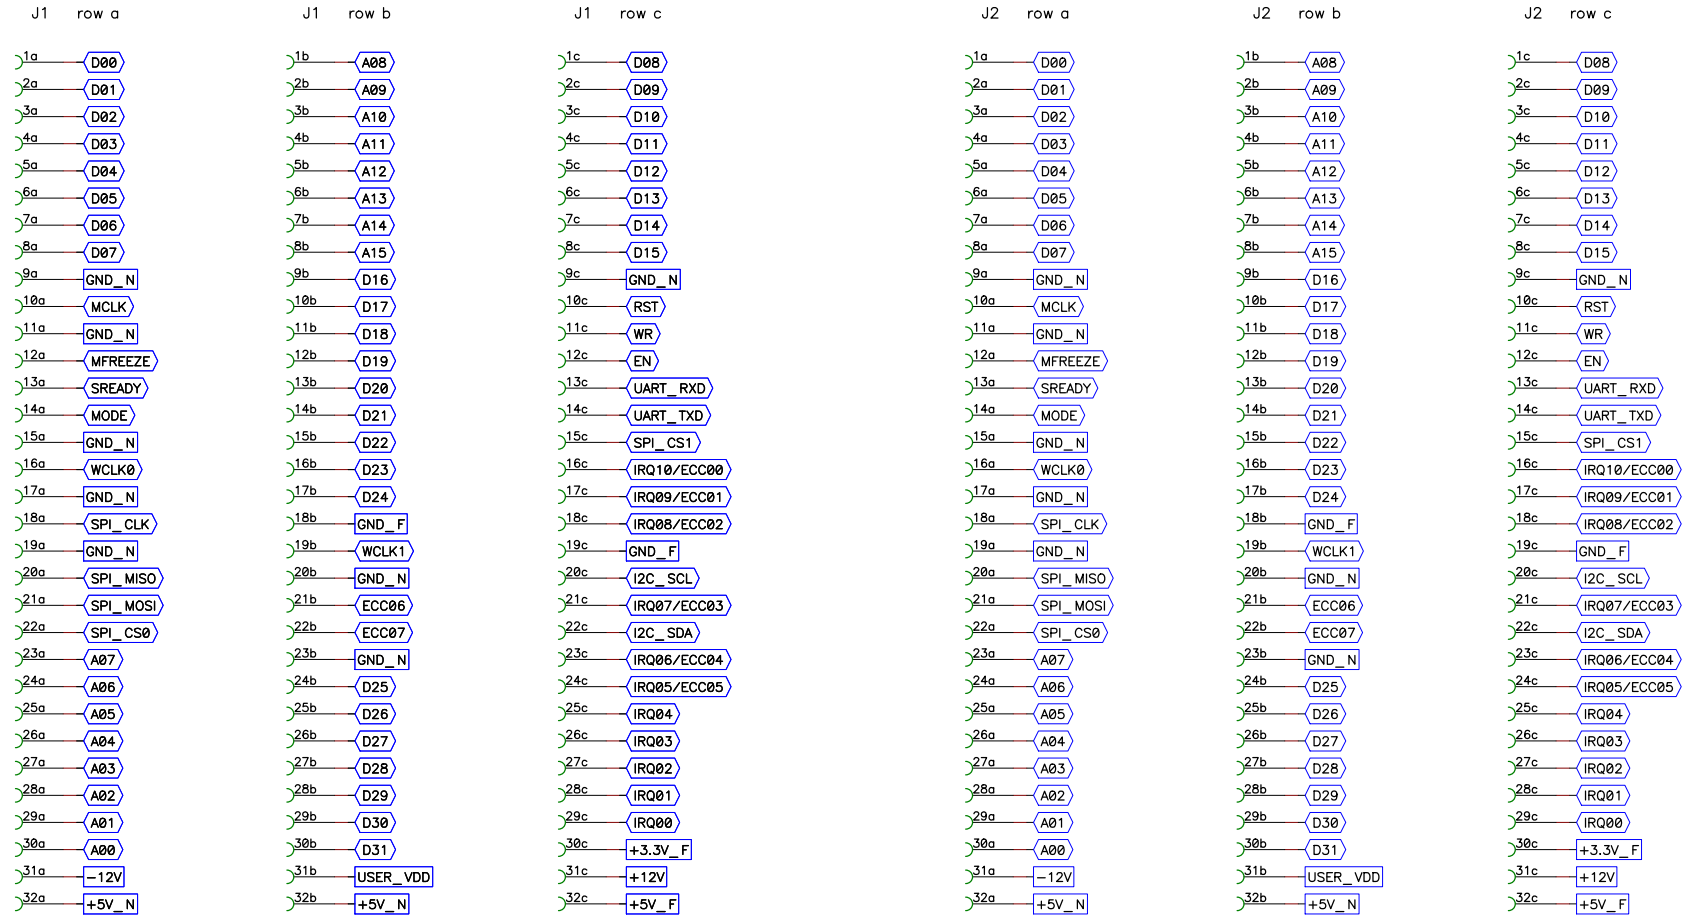 J1 row a J1 row b J1 row c J2 row a J2 row b J2 row c
1a D00 1b A08 1c D08 1a D00 1b A08 1c D08
2a D01 2b A09 2c D09 2a D01 2b A09 2c D09
3a D02 3b A10 3c D10 3a D02 3b A10 3c D10
4a D03 4b A11 4c D11 4a D03 4b A11 4c D11
5a D04 5b A12 5c D12 5a D04 5b A12 5c D12
6a D05 6b A13 6c D13 6a D05 6b A13 6c D13
7a D06 7b A14 7c D14 7a D06 7b A14 7c D14
8a D07 8b A15 8c D15 8a D07 8b A15 8c D15
9a GND_N 9b D16 9c GND_N 9a GND_N 9b D16 9c GND_N
10a MCLK 10b D17 10c RST 10a MCLK 10b D17 10c RST
11a GND_N 11b D18 11c WR 11a GND_N 11b D18 11c WR
12a MFREEZE 12b D19 12c EN 12a MFREEZE 12b D19 12c EN
13a SREADY 13b D20 13c UART_RXD 13a SREADY 13b D20 13c UART_RXD
14a MODE 14b D21 14c UART_TXD 14a MODE 14b D21 14c UART_TXD
15a GND_N 15b D22 15c SPI_CS1 15a GND_N 15b D22 15c SPI_CS1
16a WCLK0 16b D23 16c IRQ10/ECC00 16a WCLK0 16b D23 16c IRQ10/ECC00
17a GND_N 17b D24 17c IRQ09/ECC01 17a GND_N 17b D24 17c IRQ09/ECC01
18a SPI_CLK 18b GND_F 18c IRQ08/ECC02 18a SPI_CLK 18b GND_F 18c IRQ08/ECC02
19a GND_N 19b WCLK1 19c GND_F 19a GND_N 19b WCLK1 19c GND_F
20a SPI_MISO 20b GND_N 20c I2C_SCL 20a SPI_MISO 20b GND_N 20c I2C_SCL
21a SPI_MOSI 21b ECC06 21c IRQ07/ECC03 21a SPI_MOSI 21b ECC06 21c IRQ07/ECC03
22a SPI_CS0 22b ECC07 22c I2C_SDA 22a SPI_CS0 22b ECC07 22c I2C_SDA
23a A07 23b GND_N 23c IRQ06/ECC04 23a A07 23b GND_N 23c IRQ06/ECC04
24a A06 24b D25 24c IRQ05/ECC05 24a A06 24b D25 24c IRQ05/ECC05
25a A05 25b D26 25c IRQ04 25a A05 25b D26 25c IRQ04
26a A04 26b D27 26c IRQ03 26a A04 26b D27 26c IRQ03
27a A03 27b D28 27c IRQ02 27a A03 27b D28 27c IRQ02
28a A02 28b D29 28c IRQ01 28a A02 28b D29 28c IRQ01
29a A01 29b D30 29c IRQ00 29a A01 29b D30 29c IRQ00
30a A00 30b D31 30c +3.3V_F 30a A00 30b D31 30c +3.3V_F
31a -12V 31b USER_VDD 31c +12V 31a -12V 31b USER_VDD 31c +12V
32a +5V_N 32b +5V_N 32c +5V_F 32a +5V_N 32b +5V_N 32c +5V_F